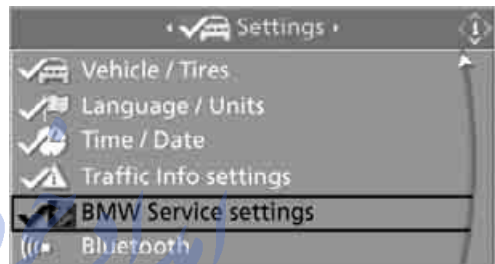 Settings
Vehicle / Tires
Language / Units
Time / Date
Traffic Info settings
BMW Service settings
Bluetooth